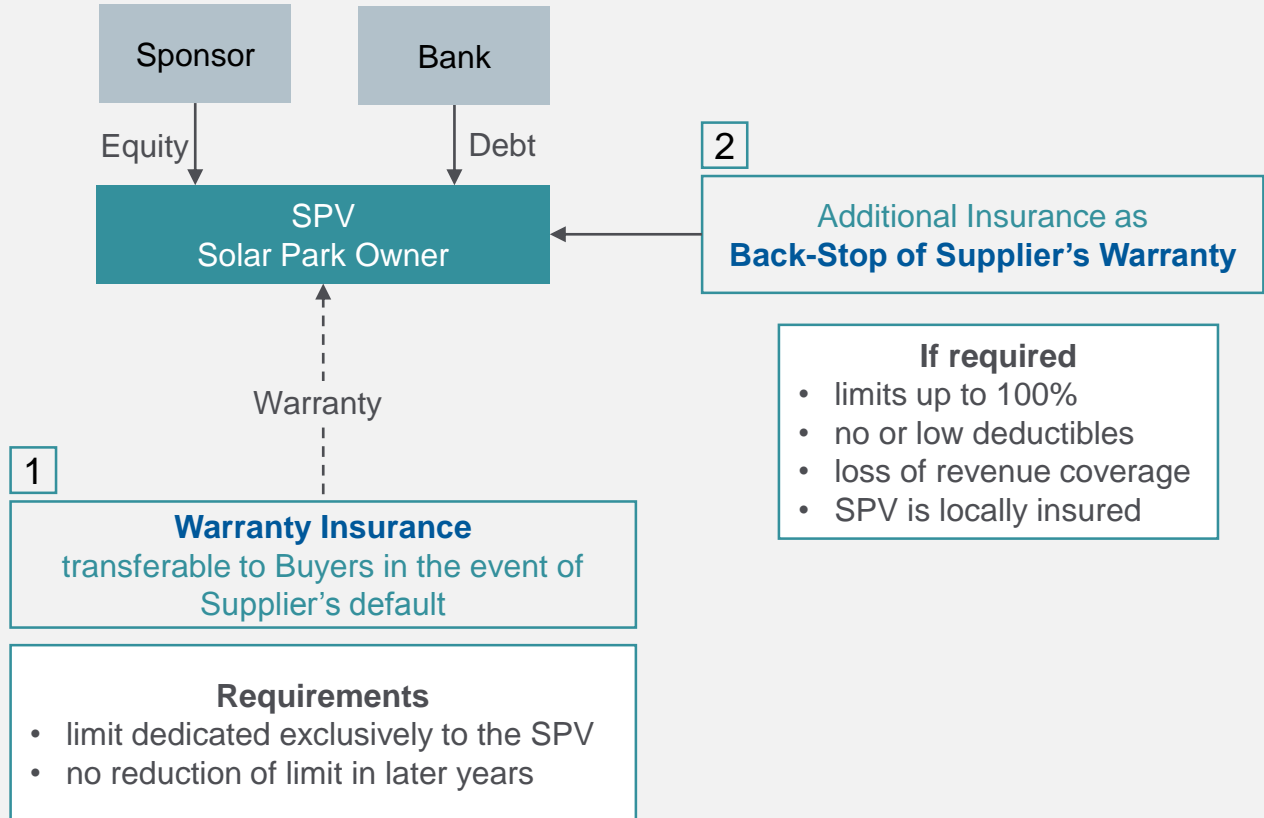 Sponsor
Bank
Equity
Debt
SPV
Solar Park Owner
2
Additional Insurance as
Back-Stop of Supplier's Warranty
If required
• limits up to 100%
• no or low deductibles
• loss of revenue coverage
• SPV is locally insured
Warranty
1
Warranty Insurance
transferable to Buyers in the event of
Supplier's default
Requirements
• limit dedicated exclusively to the SPV
• no reduction of limit in later years